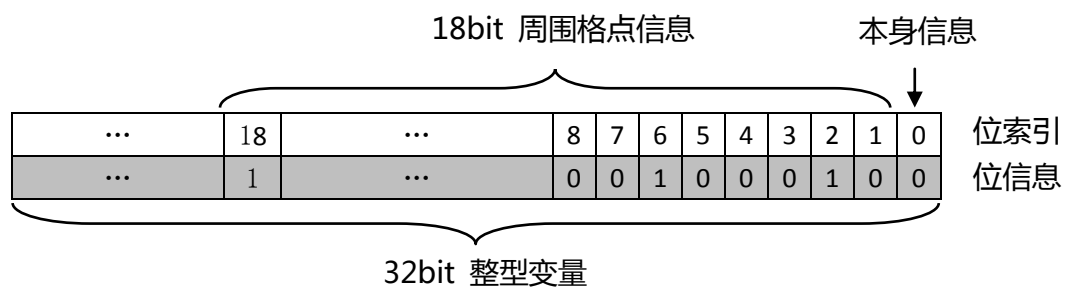 18bit 周围格点信息 本身信息
… 18 … 8 7 6 5 4 3 2 1 0 位索引
… 1 … 0 0 1 0 0 0 1 0 0 位信息
32bit 整型变量